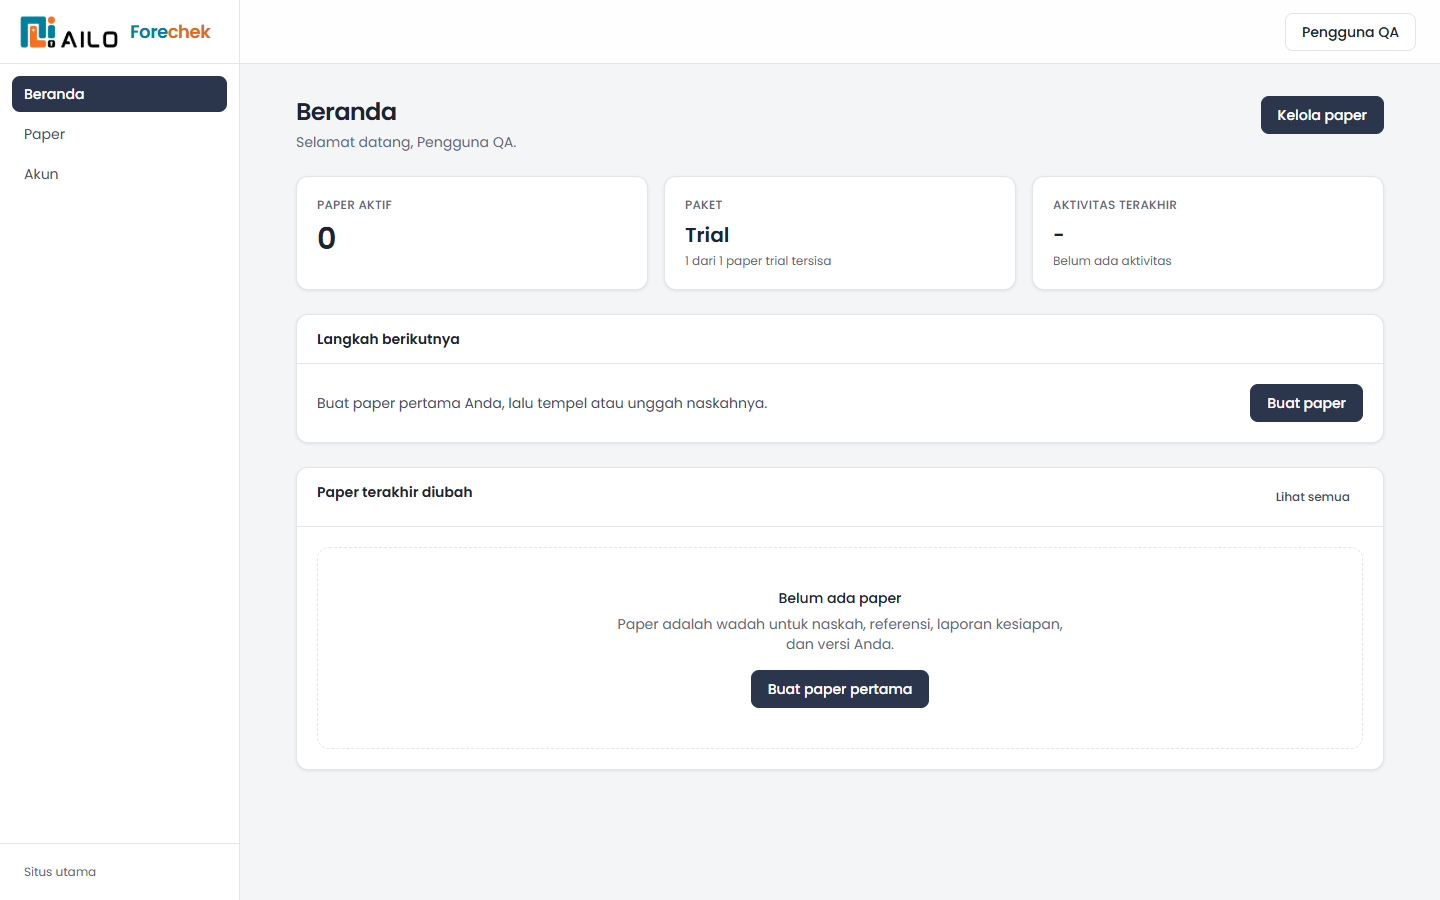 AILO Forechek
Pengguna QA
Beranda
Paper
Akun
Situs utama
Beranda
Selamat datang, Pengguna QA.
Kelola paper
PAPER AKTIF
0
PAKET
Trial
1 dari 1 paper trial tersisa
AKTIVITAS TERAKHIR
-
Belum ada aktivitas
Langkah berikutnya
Buat paper pertama Anda, lalu tempel atau unggah naskahnya.
Buat paper
Paper terakhir diubah
Lihat semua
Belum ada paper
Paper adalah wadah untuk naskah, referensi, laporan kesiapan,
dan versi Anda.
Buat paper pertama